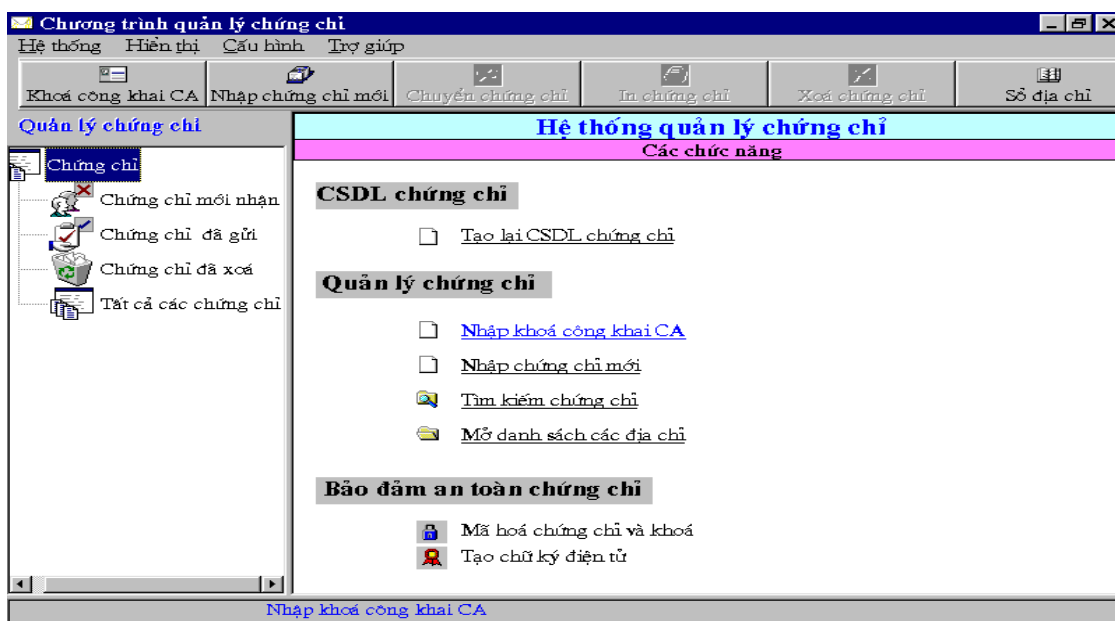 Chương trình quản lý chứng chỉ
Hệ thống Hiển thị Cấu hình Trợ giúp
Khoá công khai CA Nhập chứng chỉ mới Chuyển chứng chỉ In chứng chỉ Xoá chứng chỉ Sổ địa chỉ
Quản lý chứng chỉ
Chứng chỉ
Chứng chỉ mới nhận
Chứng chỉ đã gửi
Chứng chỉ đã xoá
Tất cả các chứng chỉ
Hệ thống quản lý chứng chỉ
Các chức năng
CSDL chứng chỉ
Tạo lại CSDL chứng chỉ
Quản lý chứng chỉ
Nhập khoá công khai CA
Nhập chứng chỉ mới
Tìm kiếm chứng chỉ
Mở danh sách các địa chỉ
Bảo đảm an toàn chứng chỉ
Mã hoá chứng chỉ và khoá
Tạo chữ ký điện tử
Nhập khoá công khai CA